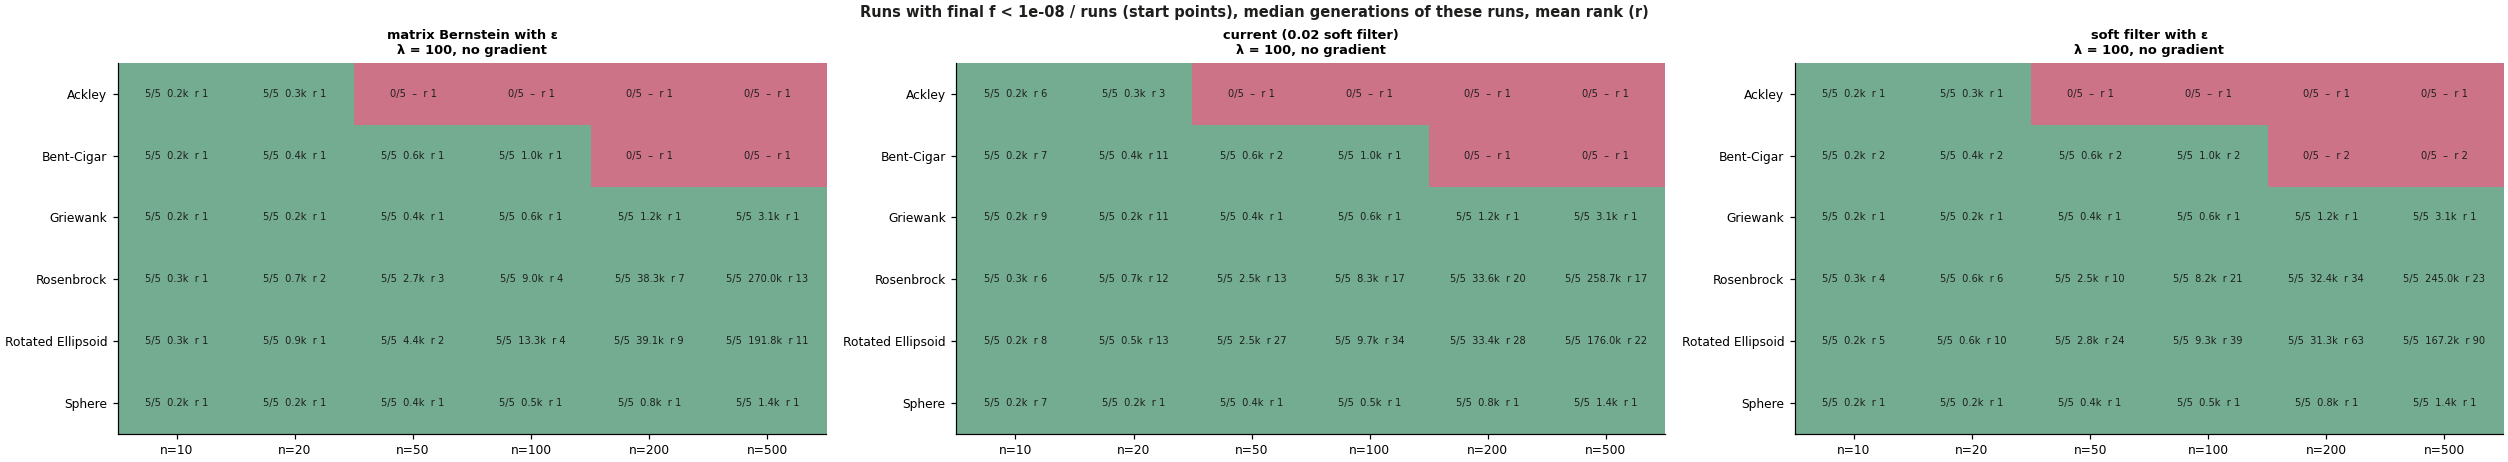 Runs with final f < 1e-08 / runs (start points), median generations of these runs, mean rank (r)
matrix Bernstein with ε
λ = 100, no gradient
Ackley 5/5 0.2k r 1 5/5 0.3k r 1 0/5 – r 1 0/5 – r 1 0/5 – r 1 0/5 – r 1
Bent-Cigar 5/5 0.2k r 1 5/5 0.4k r 1 5/5 0.6k r 1 5/5 1.0k r 1 0/5 – r 1 0/5 – r 1
Griewank 5/5 0.2k r 1 5/5 0.2k r 1 5/5 0.4k r 1 5/5 0.6k r 1 5/5 1.2k r 1 5/5 3.1k r 1
Rosenbrock 5/5 0.3k r 1 5/5 0.7k r 2 5/5 2.7k r 3 5/5 9.0k r 4 5/5 38.3k r 7 5/5 270.0k r 13
Rotated Ellipsoid 5/5 0.3k r 1 5/5 0.9k r 1 5/5 4.4k r 2 5/5 13.3k r 4 5/5 39.1k r 9 5/5 191.8k r 11
Sphere 5/5 0.2k r 1 5/5 0.2k r 1 5/5 0.4k r 1 5/5 0.5k r 1 5/5 0.8k r 1 5/5 1.4k r 1
n=10 n=20 n=50 n=100 n=200 n=500
current (0.02 soft filter)
λ = 100, no gradient
Ackley 5/5 0.2k r 6 5/5 0.3k r 3 0/5 – r 1 0/5 – r 1 0/5 – r 1 0/5 – r 1
Bent-Cigar 5/5 0.2k r 7 5/5 0.4k r 11 5/5 0.6k r 2 5/5 1.0k r 1 0/5 – r 1 0/5 – r 1
Griewank 5/5 0.2k r 9 5/5 0.2k r 11 5/5 0.4k r 1 5/5 0.6k r 1 5/5 1.2k r 1 5/5 3.1k r 1
Rosenbrock 5/5 0.3k r 6 5/5 0.7k r 12 5/5 2.5k r 13 5/5 8.3k r 17 5/5 33.6k r 20 5/5 258.7k r 17
Rotated Ellipsoid 5/5 0.2k r 8 5/5 0.5k r 13 5/5 2.5k r 27 5/5 9.7k r 34 5/5 33.4k r 28 5/5 176.0k r 22
Sphere 5/5 0.2k r 7 5/5 0.2k r 1 5/5 0.4k r 1 5/5 0.5k r 1 5/5 0.8k r 1 5/5 1.4k r 1
n=10 n=20 n=50 n=100 n=200 n=500
soft filter with ε
λ = 100, no gradient
Ackley 5/5 0.2k r 1 5/5 0.3k r 1 0/5 – r 1 0/5 – r 1 0/5 – r 1 0/5 – r 1
Bent-Cigar 5/5 0.2k r 2 5/5 0.4k r 2 5/5 0.6k r 2 5/5 1.0k r 2 0/5 – r 2 0/5 – r 2
Griewank 5/5 0.2k r 1 5/5 0.2k r 1 5/5 0.4k r 1 5/5 0.6k r 1 5/5 1.2k r 1 5/5 3.1k r 1
Rosenbrock 5/5 0.3k r 4 5/5 0.6k r 6 5/5 2.5k r 10 5/5 8.2k r 21 5/5 32.4k r 34 5/5 245.0k r 23
Rotated Ellipsoid 5/5 0.2k r 5 5/5 0.6k r 10 5/5 2.8k r 24 5/5 9.3k r 39 5/5 31.3k r 63 5/5 167.2k r 90
Sphere 5/5 0.2k r 1 5/5 0.2k r 1 5/5 0.4k r 1 5/5 0.5k r 1 5/5 0.8k r 1 5/5 1.4k r 1
n=10 n=20 n=50 n=100 n=200 n=500